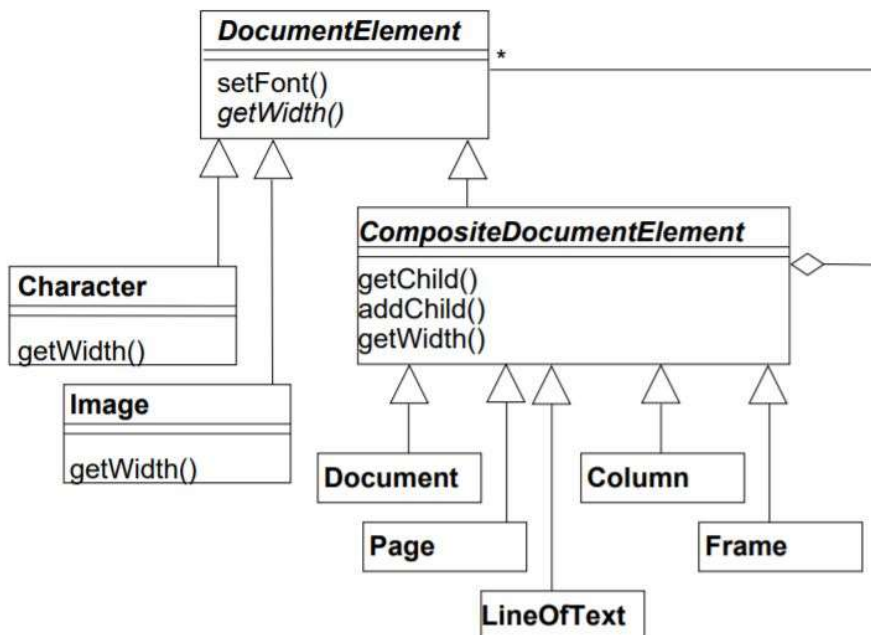 DocumentElement
*
setFont()
getWidth()
CompositeDocumentElement
getChild()
addChild()
getWidth()
Character
getWidth()
Image
getWidth()
Document
Column
Page
Frame
LineOfText